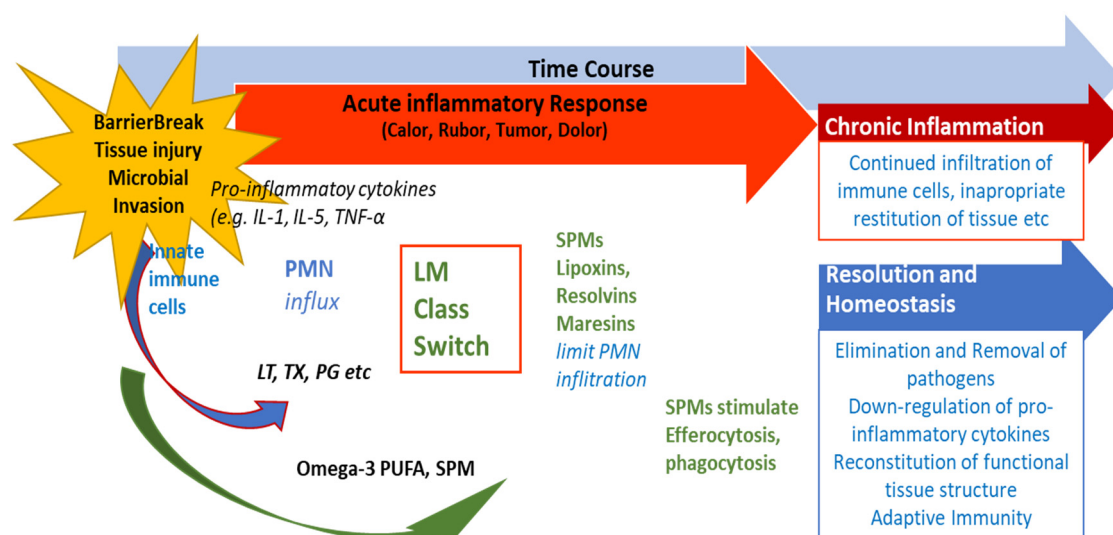 Time Course
Acute inflammatory Response
(Calor, Rubor, Tumor, Dolor)
BarrierBreak
Tissue injury
Microbial
Invasion
Pro-inflammatoy cytokines
(e.g. IL-1, IL-5, TNF-α
Innate
immune
cells
PMN
influx
LM
Class
Switch
SPMs
Lipoxins,
Resolvins
Maresins
limit PMN
inflitration
LT, TX, PG etc
SPMs stimulate
Efferocytosis,
phagocytosis
Omega-3 PUFA, SPM
Chronic Inflammation
Continued infiltration of
immune cells, inapropriate
restitution of tissue etc
Resolution and
Homeostasis
Elimination and Removal of
pathogens
Down-regulation of pro-
inflammatory cytokines
Reconstitution of functional
tissue structure
Adaptive Immunity